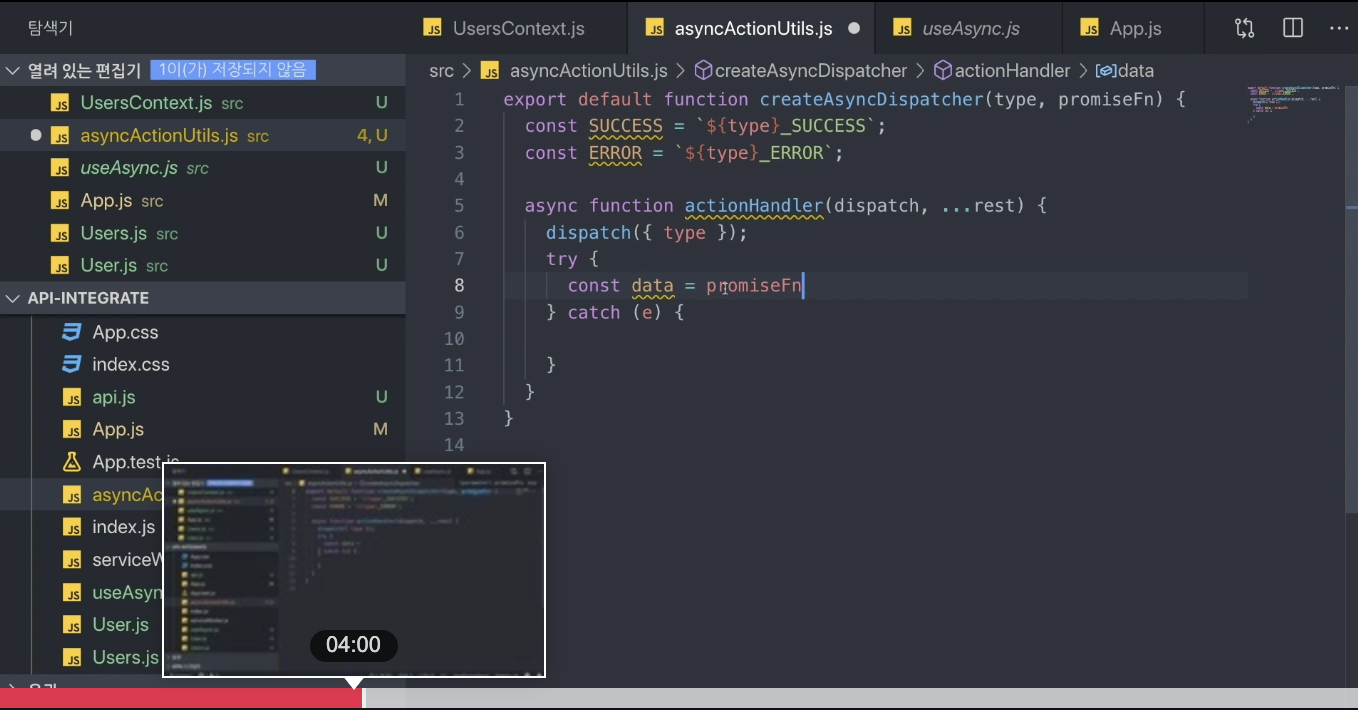 탐색기
UsersContext.js
asyncActionUtils.js
useAsync.js
App.js
열려 있는 편집기 1이(가) 저장되지 않음
UsersContext.js src U
asyncActionUtils.js src 4, U
useAsync.js src U
App.js src M
Users.js src U
User.js src U
API-INTEGRATE
App.css
index.css
api.js U
App.js M
App.test.js
asyncAc
index.js
serviceW
useAsyn
User.js
Users.js
src > JS asyncActionUtils.js > createAsyncDispatcher > actionHandler > data
1 export default function createAsyncDispatcher(type, promiseFn) {
2 const SUCCESS = `${type}_SUCCESS`;
3 const ERROR = `${type}_ERROR`;
4
5 async function actionHandler(dispatch, ...rest) {
6 dispatch({ type });
7 try {
8 const data = promiseFn
9 } catch (e) {
10
11 }
12 }
13 }
14
04:00